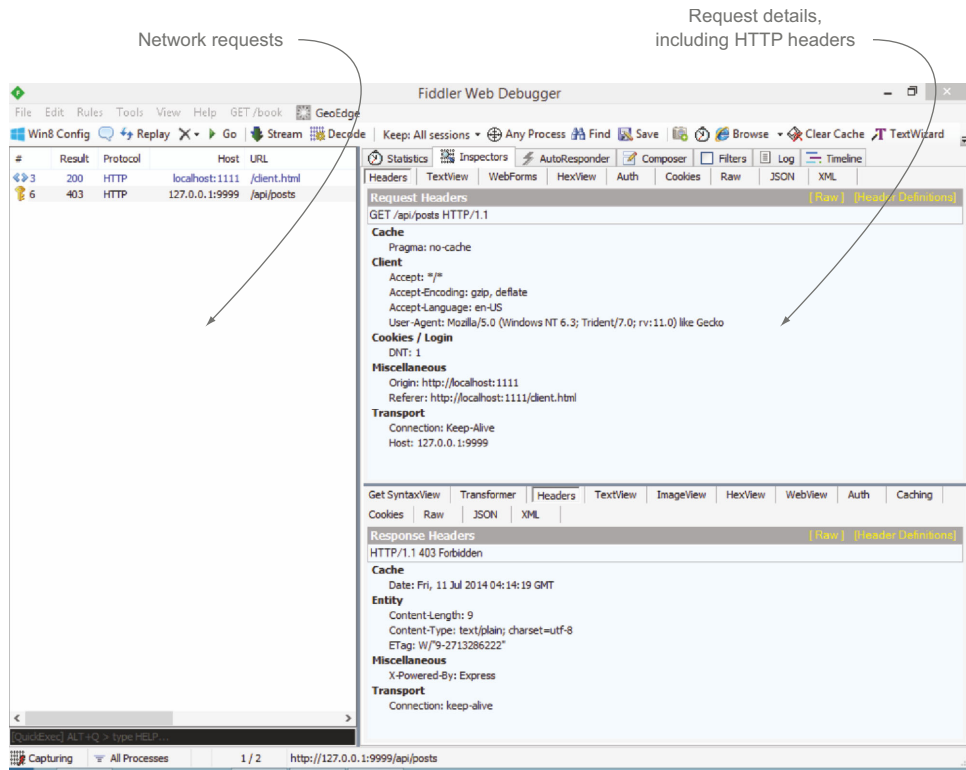 Network requests
Request details,
including HTTP headers
Fiddler Web Debugger
File Edit Rules Tools View Help GET /book GeoEdge
Win8 Config Replay Go Stream Decode Keep: All sessions Any Process Find Save Browse Clear Cache TextWizard
# Result Protocol Host URL
3 200 HTTP localhost:1111 /client.html
6 403 HTTP 127.0.0.1:9999 /api/posts
Statistics Inspectors AutoResponder Composer Filters Log Timeline
Headers TextView WebForms HexView Auth Cookies Raw JSON XML
Request Headers [ Raw ] [Header Definitions]
GET /api/posts HTTP/1.1
Cache
Pragma: no-cache
Client
Accept: */*
Accept-Encoding: gzip, deflate
Accept-Language: en-US
User-Agent: Mozilla/5.0 (Windows NT 6.3; Trident/7.0; rv:11.0) like Gecko
Cookies / Login
DNT: 1
Miscellaneous
Origin: http://localhost:1111
Referer: http://localhost:1111/client.html
Transport
Connection: Keep-Alive
Host: 127.0.0.1:9999
Get SyntaxView Transformer Headers TextView ImageView HexView WebView Auth Caching
Cookies Raw JSON XML
Response Headers [ Raw ] [Header Definitions]
HTTP/1.1 403 Forbidden
Cache
Date: Fri, 11 Jul 2014 04:14:19 GMT
Entity
Content-Length: 9
Content-Type: text/plain; charset=utf-8
ETag: W/"9-2713286222"
Miscellaneous
X-Powered-By: Express
Transport
Connection: keep-alive
[QuickExec] ALT+Q > type HELP...
Capturing All Processes 1 / 2 http://127.0.0.1:9999/api/posts